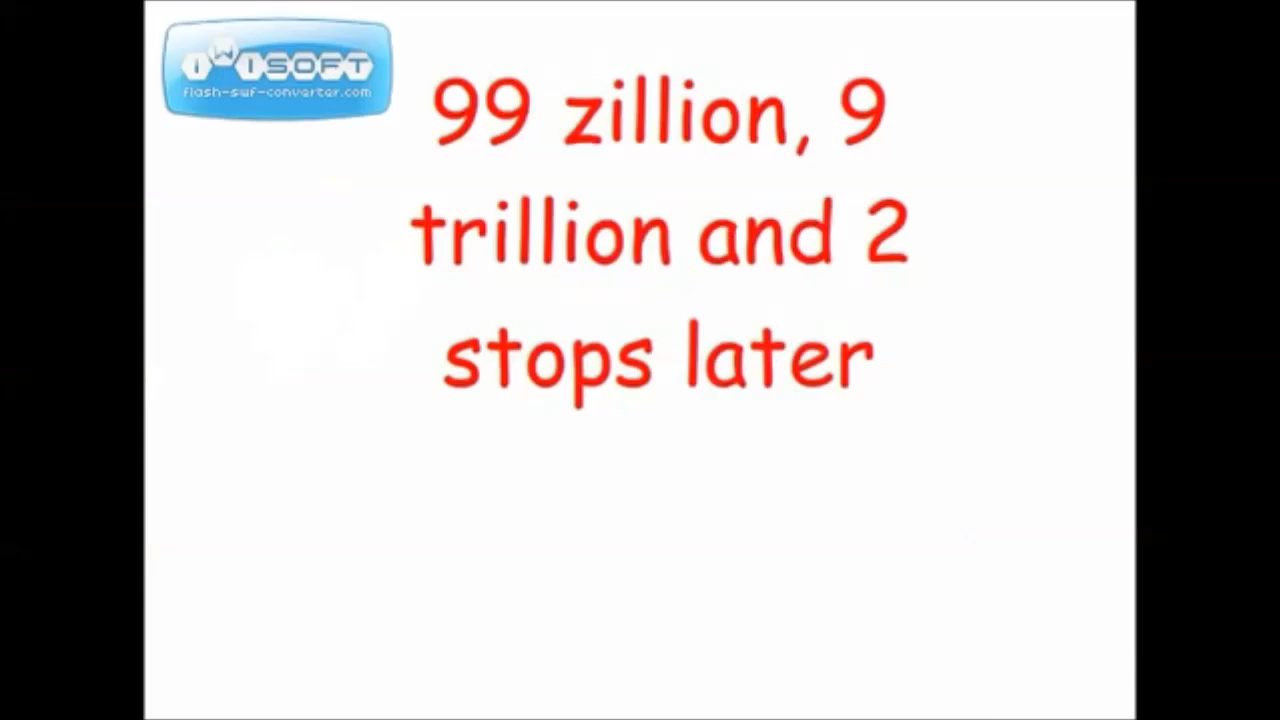 iwisoft
flash-swf-converter.com
99 zillion, 9
trillion and 2
stops later